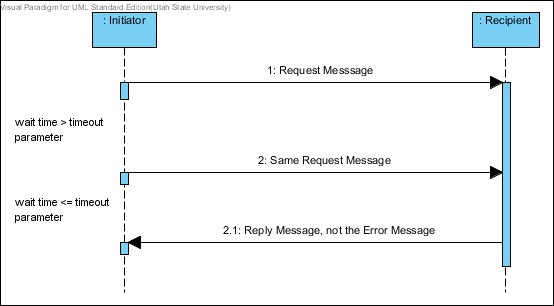 Visual Paradigm for UML Standard Edition(Utah State University)
: Initiator
: Recipient
1: Request Messsage
wait time > timeout
parameter
2: Same Request Message
wait time <= timeout
parameter
2.1: Reply Message, not the Error Message